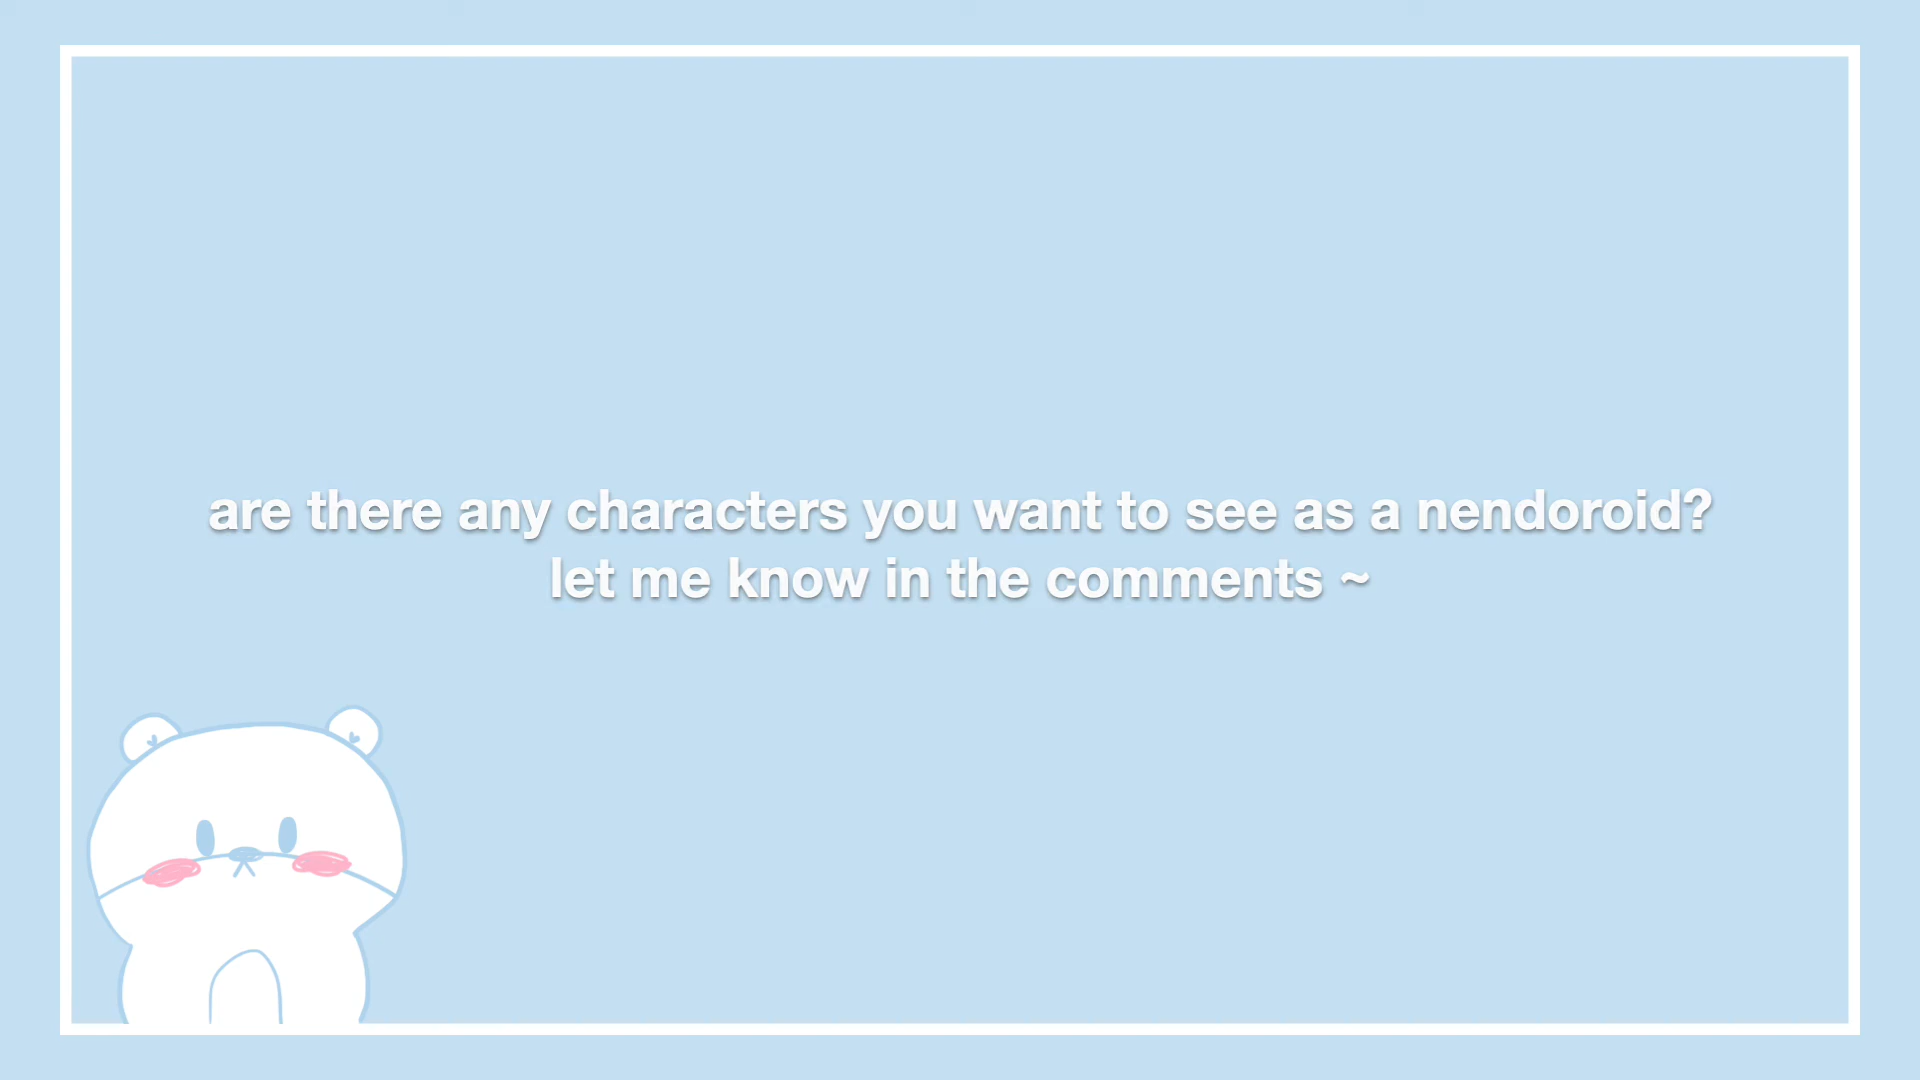 are there any characters you want to see as a nendoroid?
let me know in the comments ~